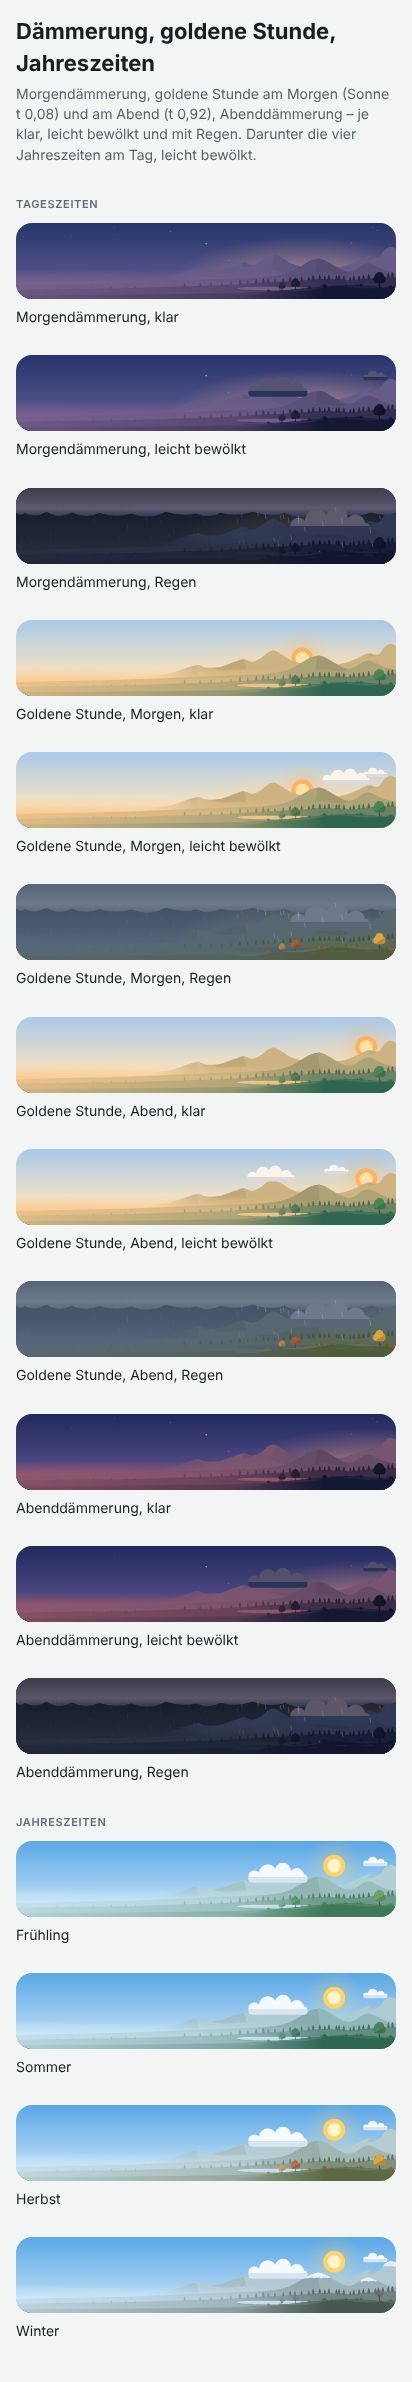 Dämmerung, goldene Stunde,
Jahreszeiten
Morgendämmerung, goldene Stunde am Morgen (Sonne
t 0,08) und am Abend (t 0,92), Abenddämmerung – je
klar, leicht bewölkt und mit Regen. Darunter die vier
Jahreszeiten am Tag, leicht bewölkt.
TAGESZEITEN
Morgendämmerung, klar
Morgendämmerung, leicht bewölkt
Morgendämmerung, Regen
Goldene Stunde, Morgen, klar
Goldene Stunde, Morgen, leicht bewölkt
Goldene Stunde, Morgen, Regen
Goldene Stunde, Abend, klar
Goldene Stunde, Abend, leicht bewölkt
Goldene Stunde, Abend, Regen
Abenddämmerung, klar
Abenddämmerung, leicht bewölkt
Abenddämmerung, Regen
JAHRESZEITEN
Frühling
Sommer
Herbst
Winter